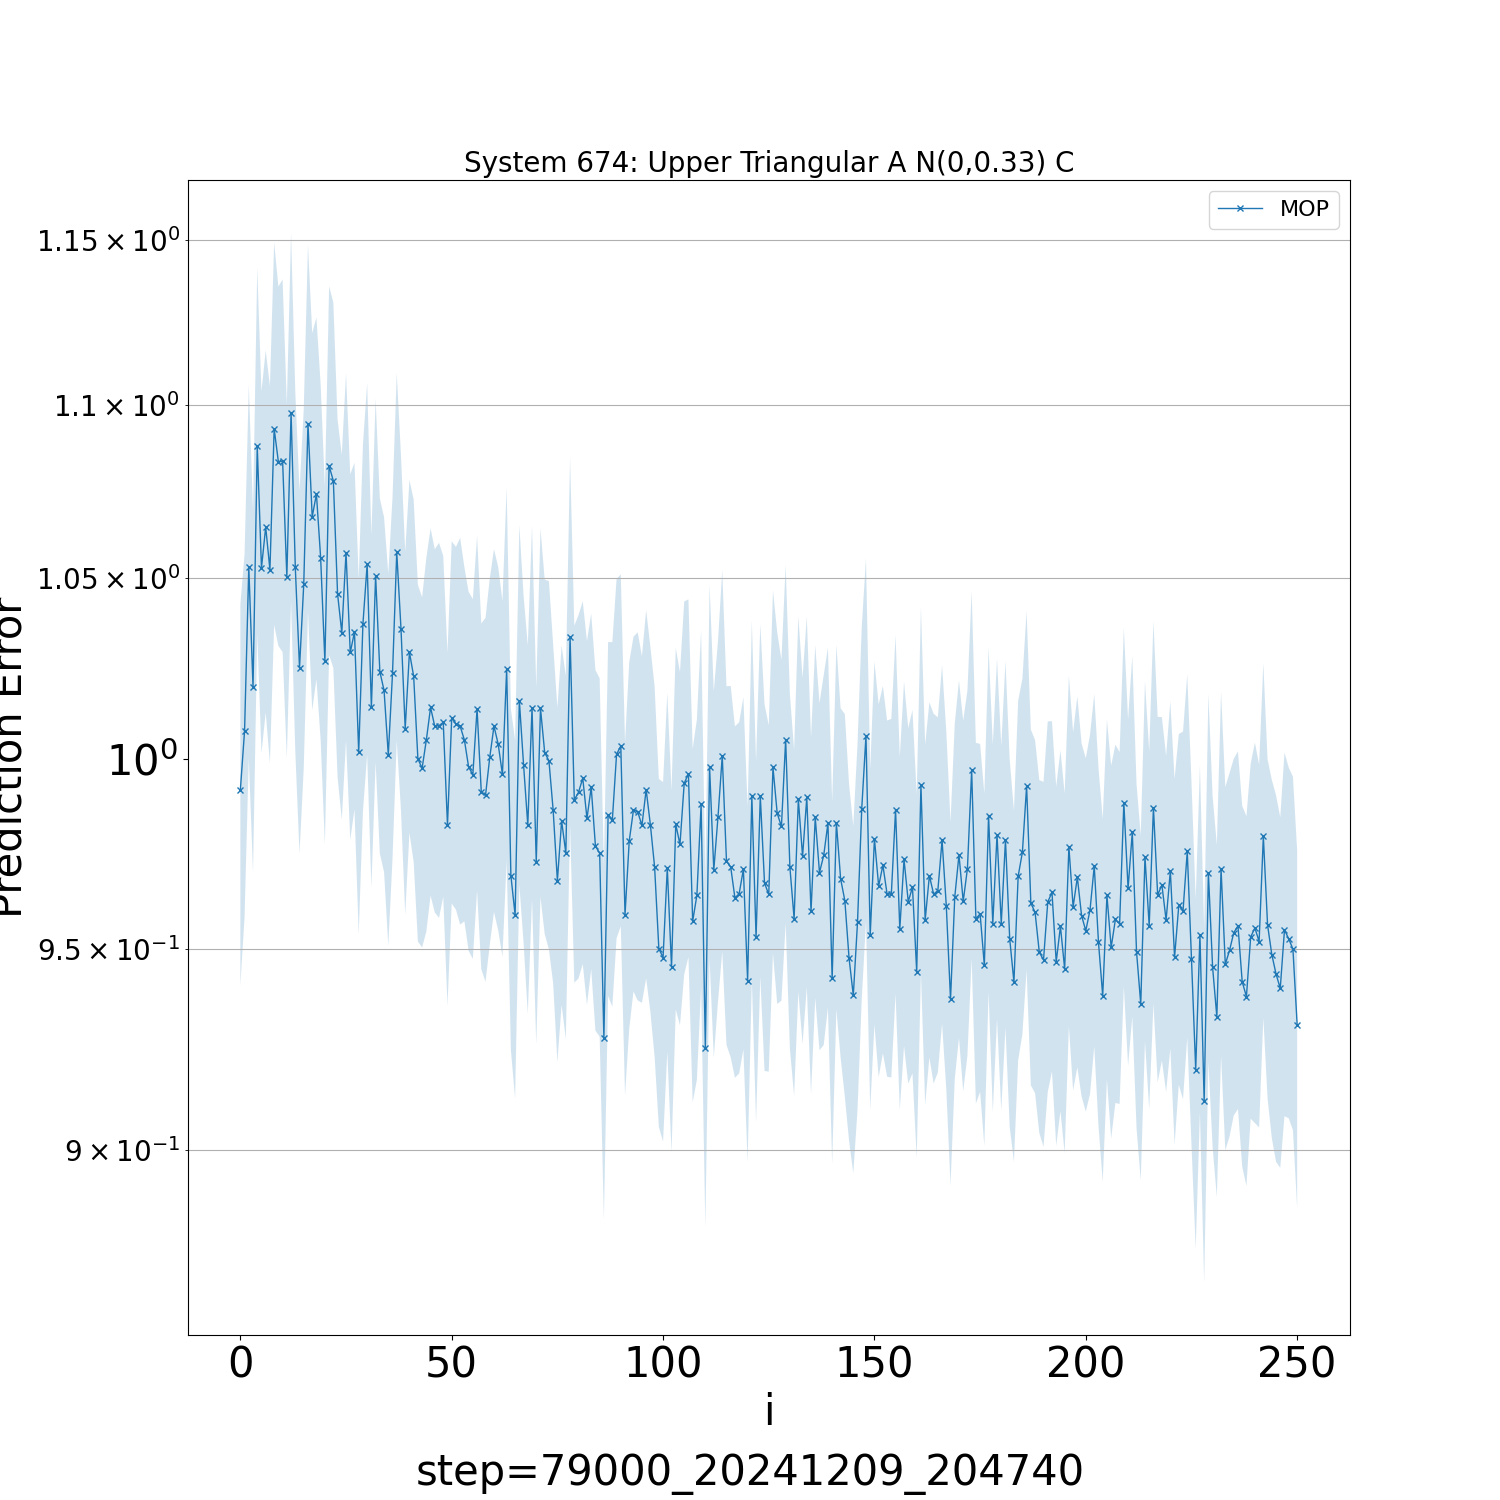 System 674: Upper Triangular A N(0,0.33) C
MOP
1.15 × 10⁰
1.1 × 10⁰
1.05 × 10⁰
10⁰
9.5 × 10⁻¹
9 × 10⁻¹
Prediction Error
0 50 100 150 200 250
i
step=79000_20241209_204740